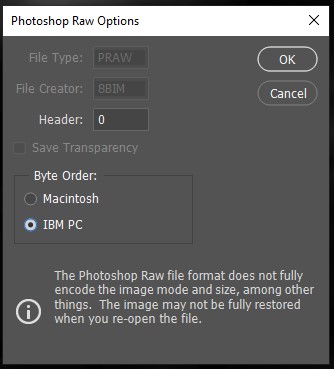 Photoshop Raw Options
File Type: PRAW
OK
File Creator: 8BIM
Cancel
Header: 0
Save Transparency
Byte Order:
Macintosh
IBM PC
The Photoshop Raw file format does not fully
encode the image mode and size, among other
things. The image may not be fully restored
when you re-open the file.